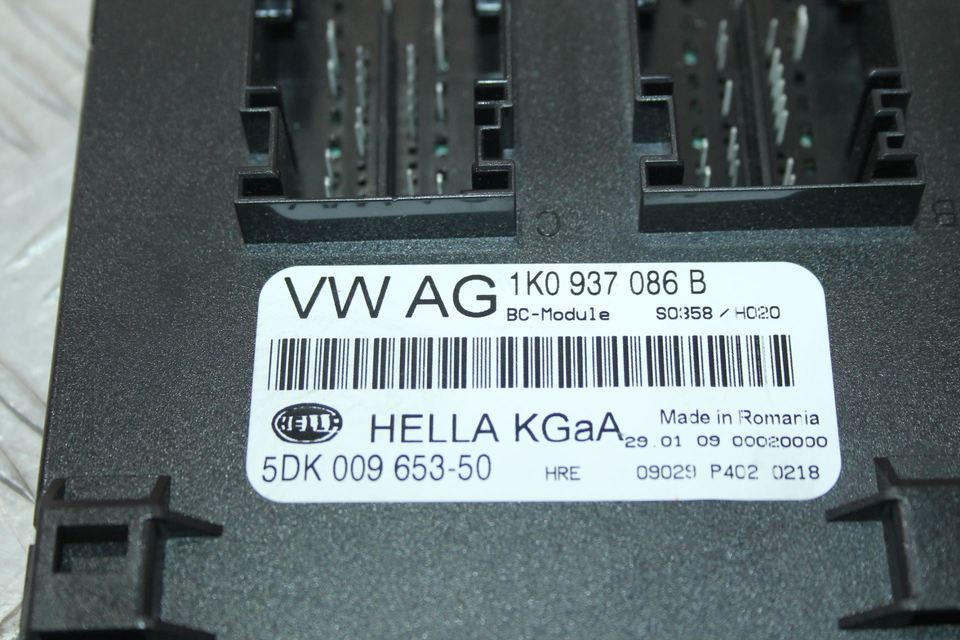 C
B
VW AG 1K0 937 086 B
BC-Module S0358 / H020
HELLA HELLA KGaA Made in Romania
29.01 09 00020000
5DK 009 653-50 HRE 09029 P402 0218